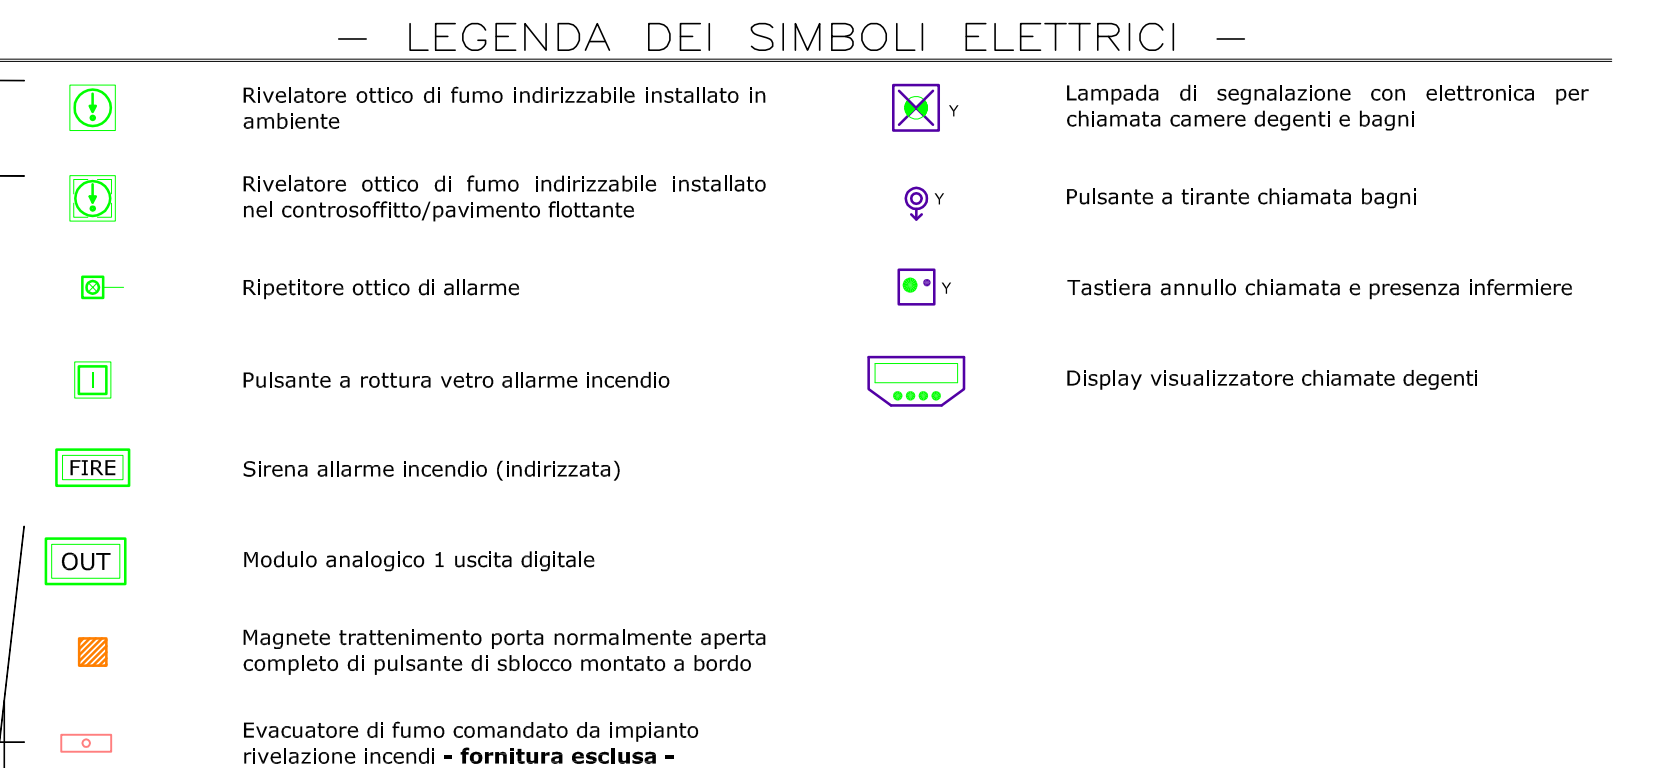 — LEGENDA DEI SIMBOLI ELETTRICI —
Rivelatore ottico di fumo indirizzabile installato in
ambiente
Rivelatore ottico di fumo indirizzabile installato
nel controsoffitto/pavimento flottante
Ripetitore ottico di allarme
Pulsante a rottura vetro allarme incendio
FIRE
Sirena allarme incendio (indirizzata)
OUT
Modulo analogico 1 uscita digitale
Magnete trattenimento porta normalmente aperta
completo di pulsante di sblocco montato a bordo
Evacuatore di fumo comandato da impianto
rivelazione incendi - fornitura esclusa -
Y
Lampada di segnalazione con elettronica per
chiamata camere degenti e bagni
Y
Pulsante a tirante chiamata bagni
Y
Tastiera annullo chiamata e presenza infermiere
Display visualizzatore chiamate degenti